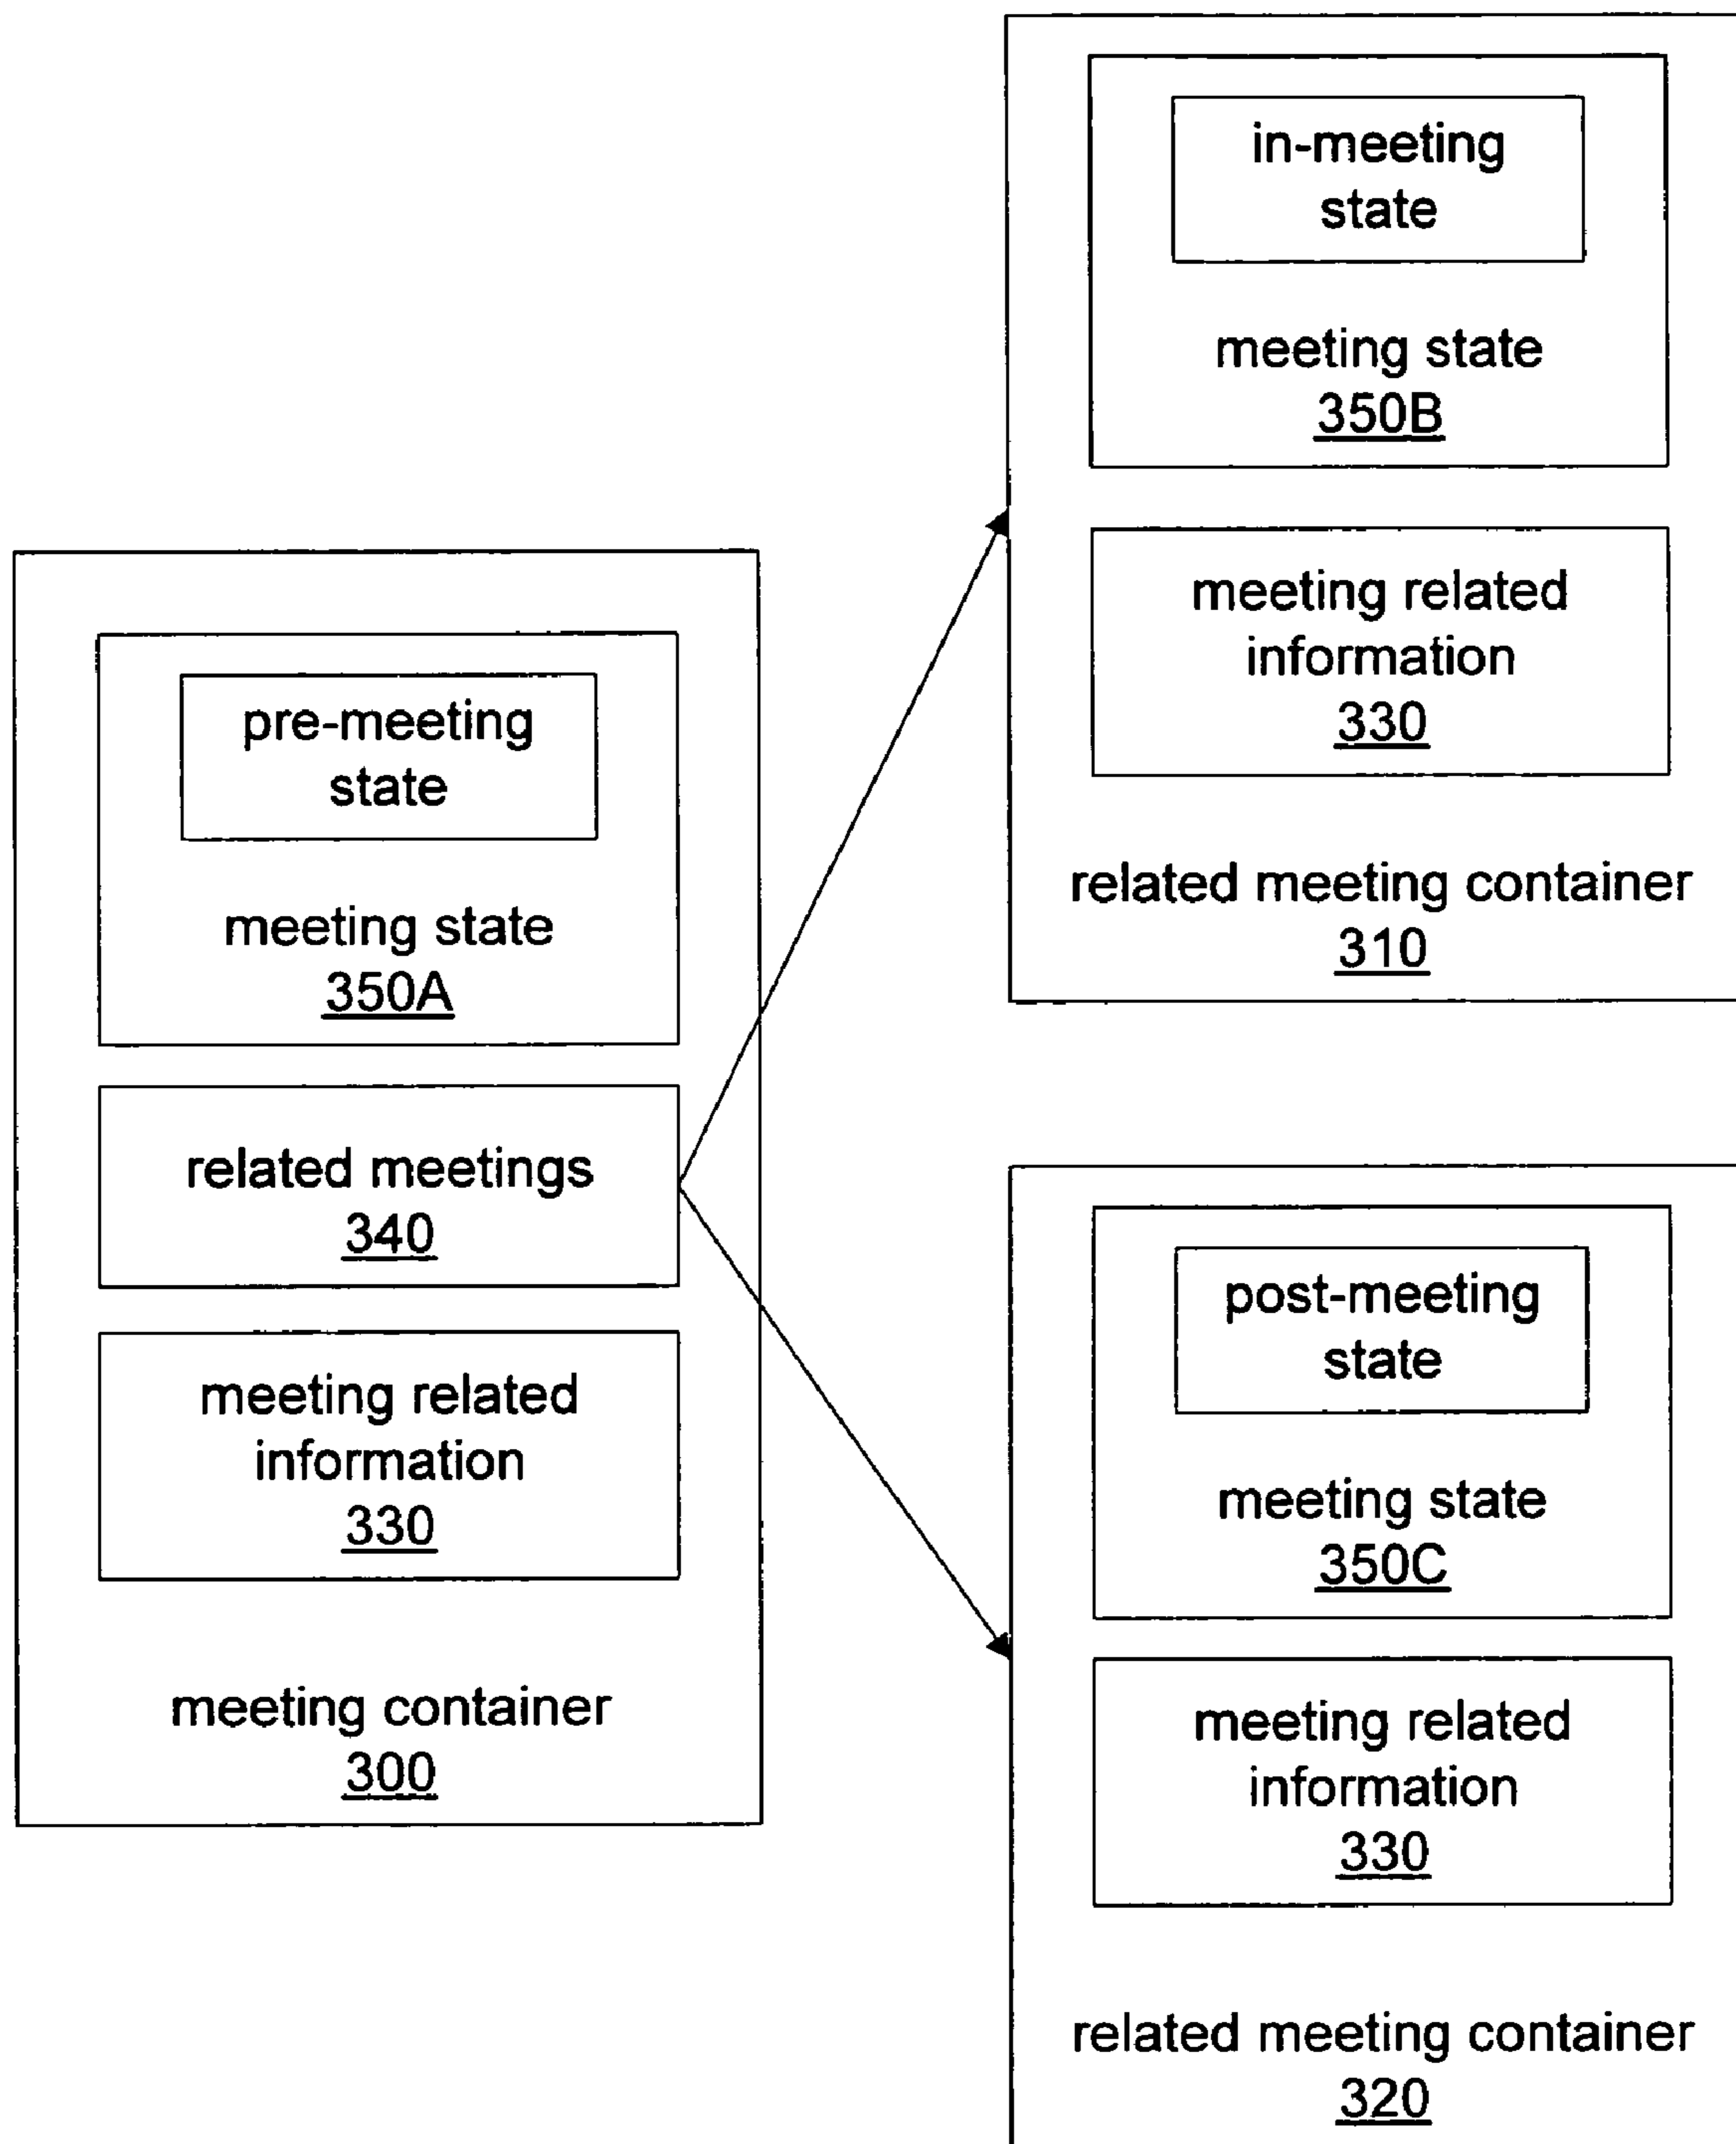 pre-meeting
state
meeting state
350A
related meetings
340
meeting related
information
330
meeting container
300
in-meeting
state
meeting state
350B
meeting related
information
330
related meeting container
310
post-meeting
state
meeting state
350C
meeting related
information
330
related meeting container
320